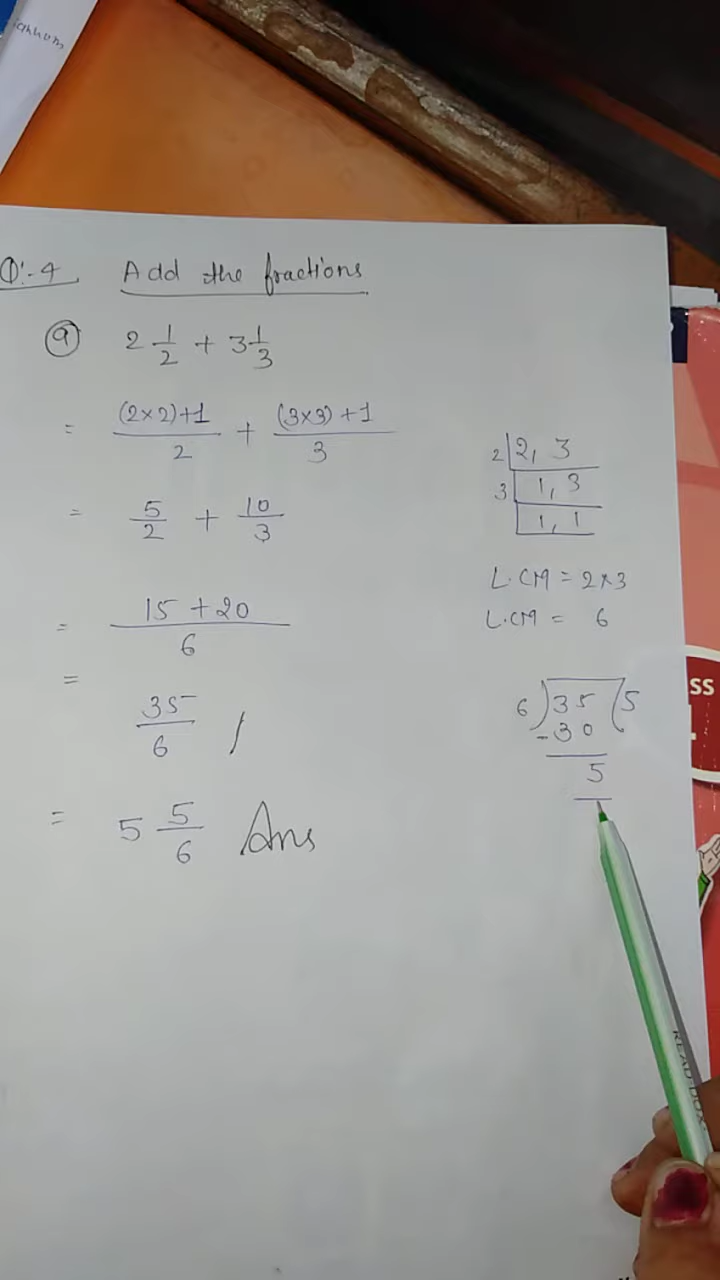 Q:-4 Add the fractions
(a) 2 1/2 + 3 1/3
= (2×2)+1/2 + (3×3)+1/3
= 5/2 + 10/3
= 15+20/6
=
35/6 /
= 5 5/6 Ans
2 | 2, 3
3 | 1, 3
1, 1
L.CM = 2×3
L.CM = 6
6 ) 35 ( 5
-30
5
SS
READ-DOX